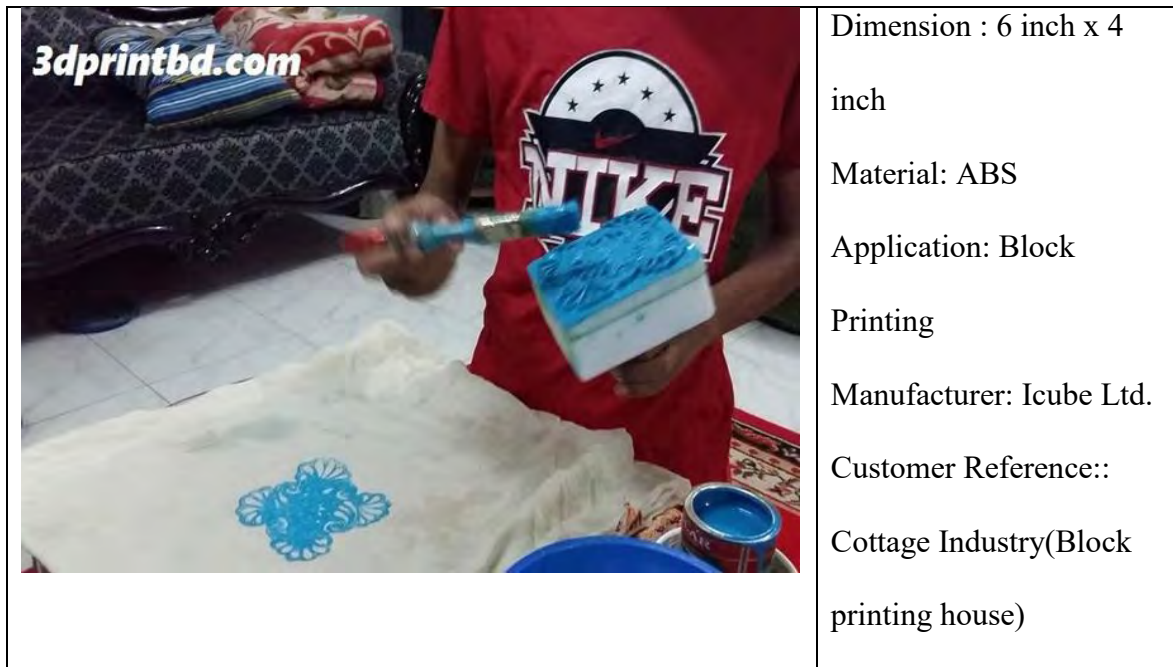 3dprintbd.com
NIKE
Dimension : 6 inch x 4
inch
Material: ABS
Application: Block
Printing
Manufacturer: Icube Ltd.
Customer Reference::
Cottage Industry(Block
printing house)